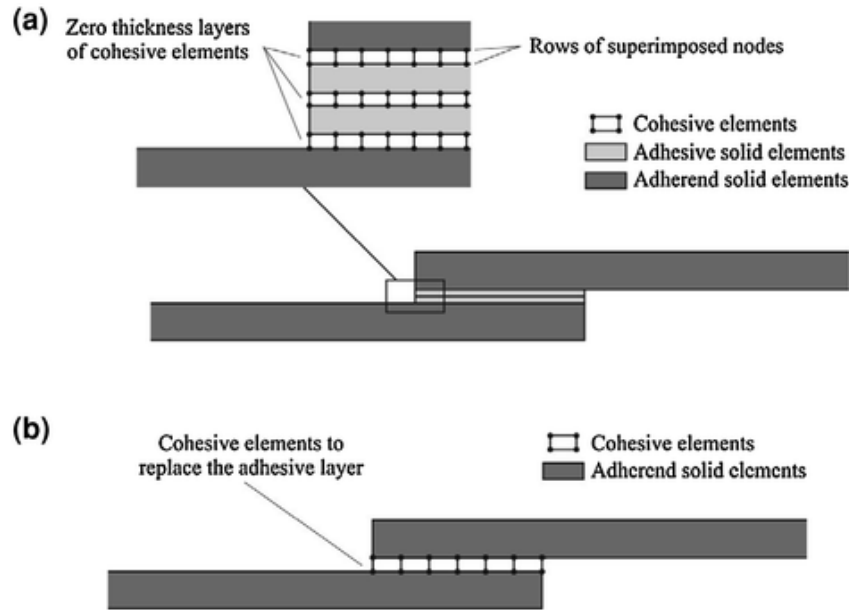 (a)
Zero thickness layers
of cohesive elements
Rows of superimposed nodes
Cohesive elements
Adhesive solid elements
Adherend solid elements
(b)
Cohesive elements to
replace the adhesive layer
Cohesive elements
Adherend solid elements